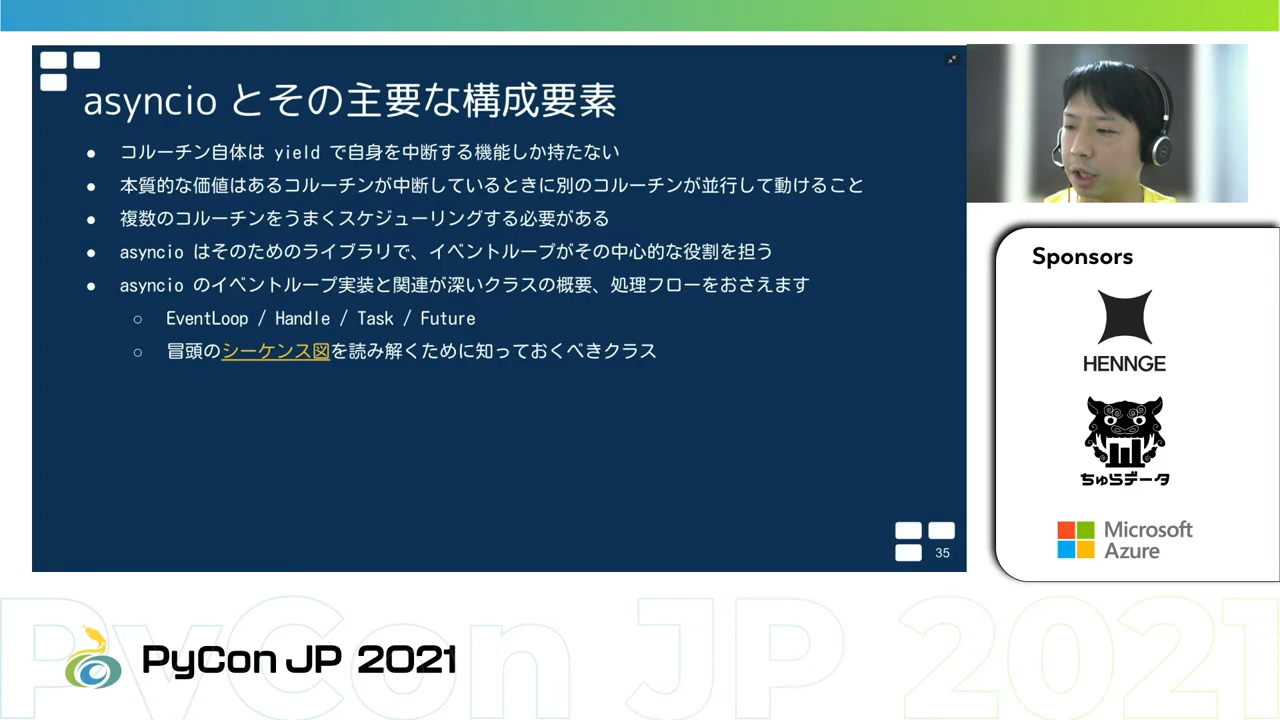 asyncio とその主要な構成要素
● コルーチン自体は yield で自身を中断する機能しか持たない
● 本質的な価値はあるコルーチンが中断しているときに別のコルーチンが並行して動けること
● 複数のコルーチンをうまくスケジューリングする必要がある
● asyncio はそのためのライブラリで、イベントループがその中心的な役割を担う
● asyncio のイベントループ実装と関連が深いクラスの概要、処理フローをおさえます
○ EventLoop / Handle / Task / Future
○ 冒頭のシーケンス図を読み解くために知っておくべきクラス
35
Sponsors
HENNGE
ちゅらデータ
Microsoft
Azure
PyCon JP 2021
PyCon JP 2021